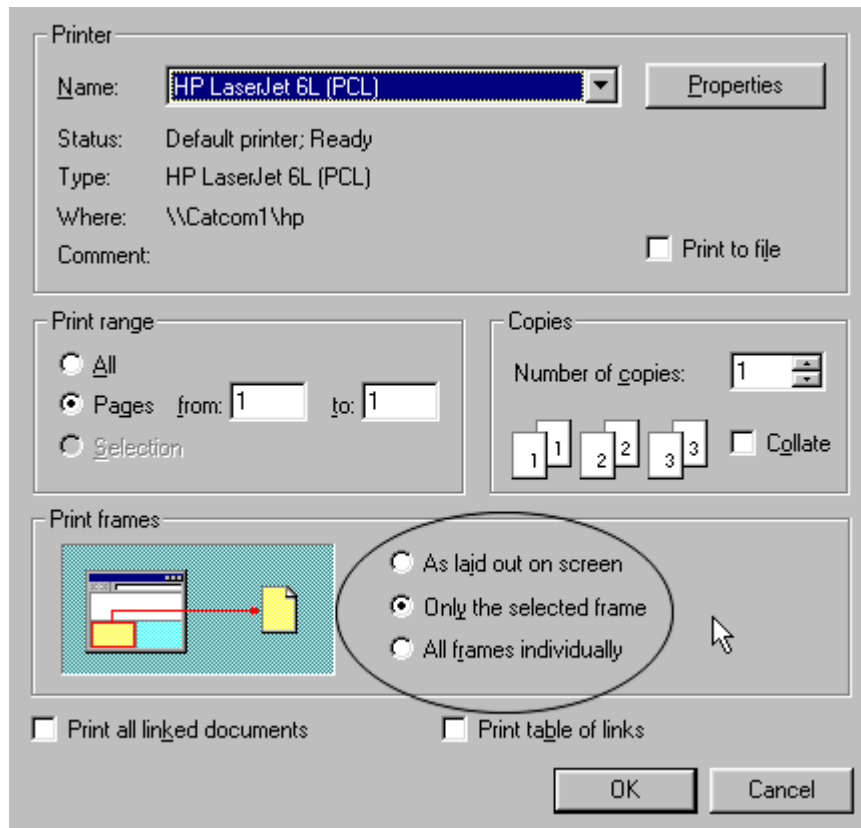 Printer
Name: HP LaserJet 6L (PCL) Properties
Status: Default printer; Ready
Type: HP LaserJet 6L (PCL)
Where: \\Catcom1\hp
Comment: Print to file
Print range
All
Pages from: 1 to: 1
Selection
Copies
Number of copies: 1
1 1 2 2 3 3 Collate
Print frames
As laid out on screen
Only the selected frame
All frames individually
Print all linked documents Print table of links
OK Cancel